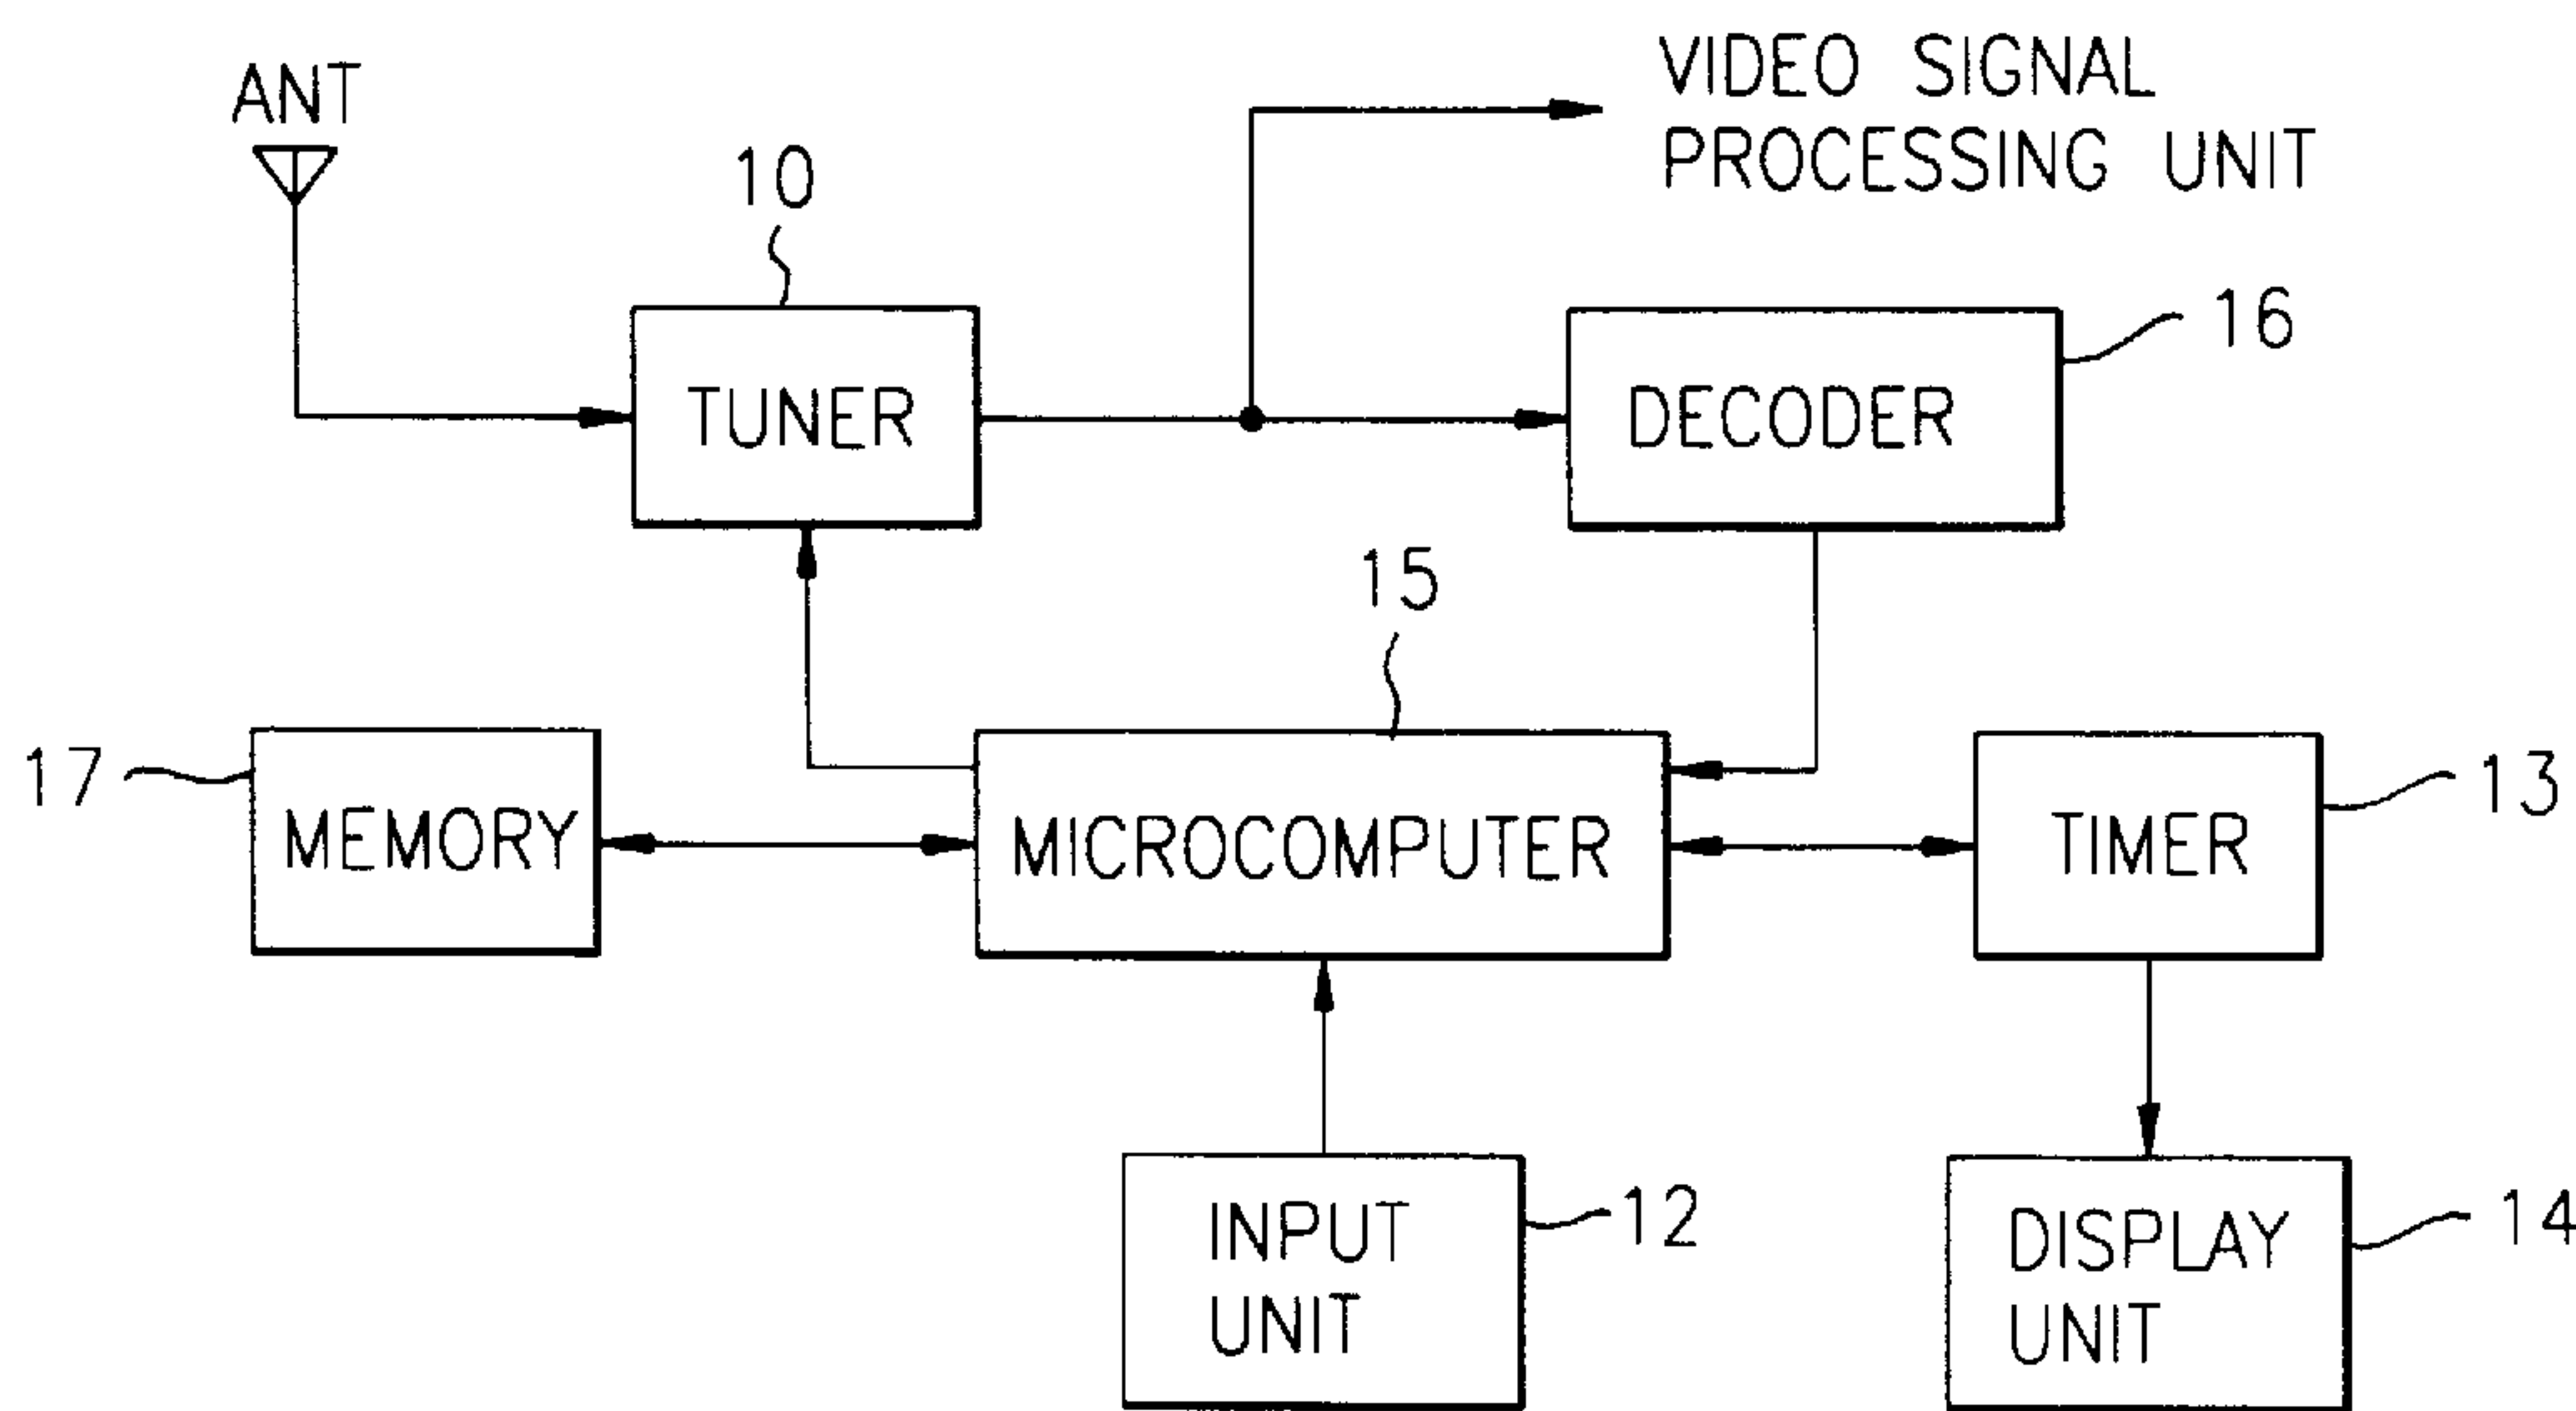 VIDEO SIGNAL
PROCESSING UNIT
ANT
10
16
TUNER
DECODER
15
17
13
MEMORY
MICROCOMPUTER
TIMER
12
14
INPUT
UNIT
DISPLAY
UNIT